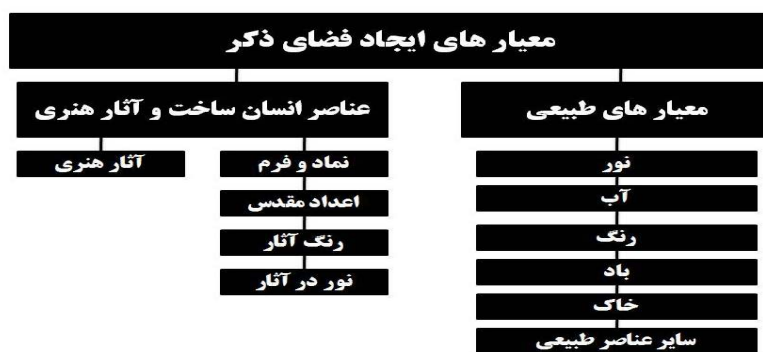 معیار های ایجاد فضای ذکر
معیار های طبیعی
نور
آب
رنگ
باد
خاک
سایر عناصر طبیعی
عناصر انسان ساخت و آثار هنری
نماد و فرم
اعداد مقدس
رنگ آثار
نور در آثار
آثار هنری